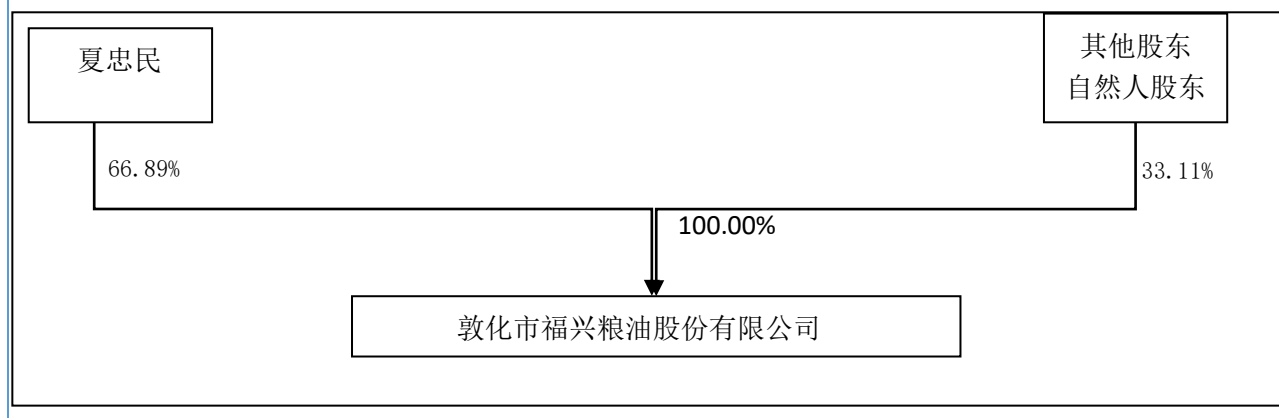 夏忠民
其他股东
自然人股东
66.89%
33.11%
100.00%
敦化市福兴粮油股份有限公司